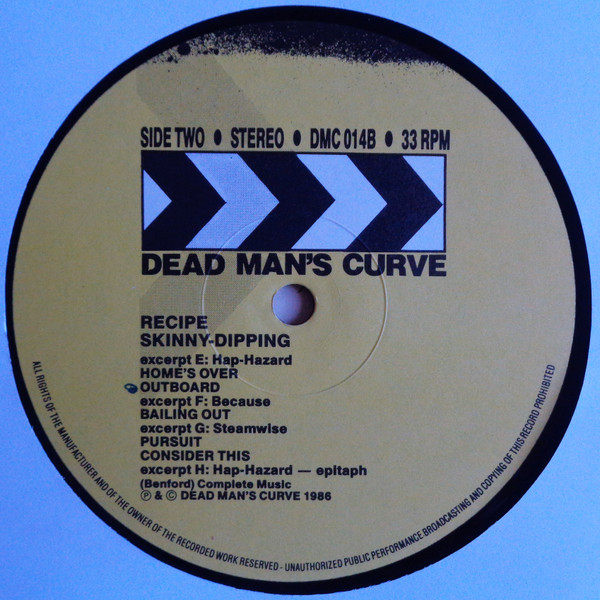 SIDE TWO ● STEREO ● DMC 014B ● 33 RPM
DEAD MAN'S CURVE
RECIPE
SKINNY-DIPPING
excerpt E: Hap-Hazard
HOME'S OVER
OUTBOARD
excerpt F: Because
BAILING OUT
excerpt G: Steamwise
PURSUIT
CONSIDER THIS
excerpt H: Hap-Hazard — epitaph
(Benford) Complete Music
℗ & © DEAD MAN'S CURVE 1986
ALL RIGHTS OF THE MANUFACTURER AND OF THE OWNER OF THE RECORDED WORK RESERVED - UNAUTHORIZED PUBLIC PERFORMANCE BROADCASTING AND COPYING OF THIS RECORD PROHIBITED